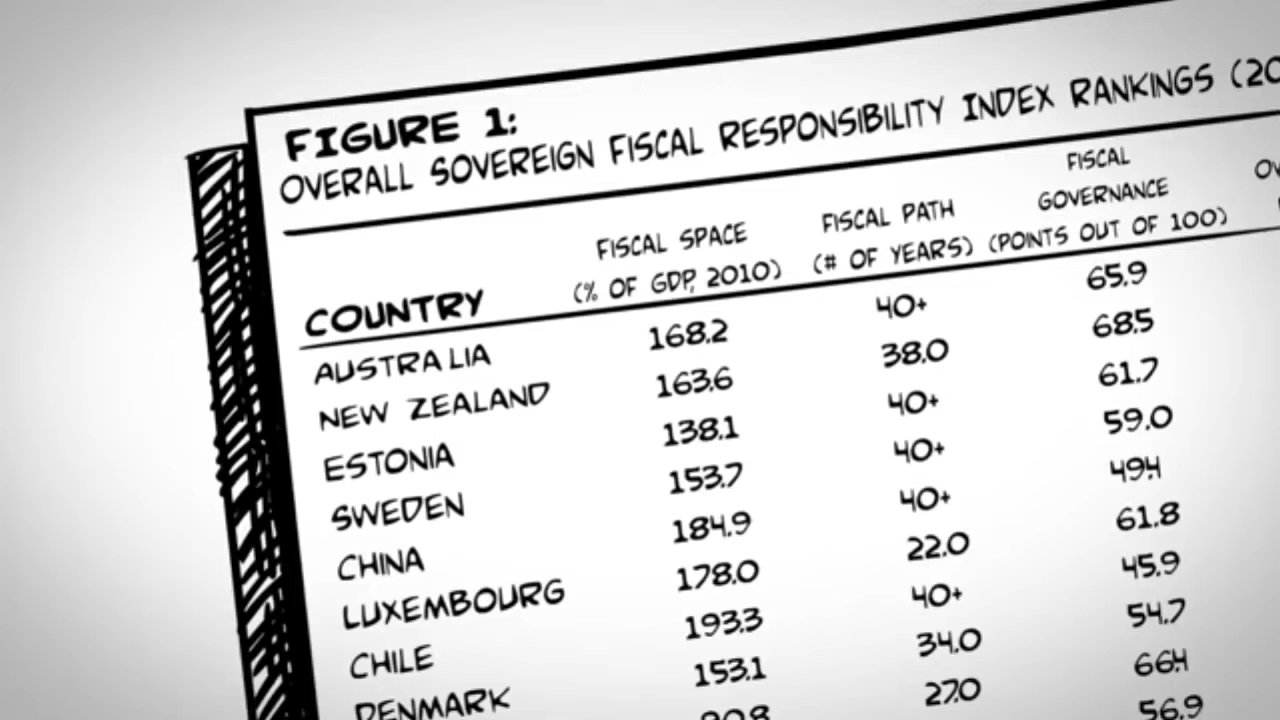 FIGURE 1:
OVERALL SOVEREIGN FISCAL RESPONSIBILITY INDEX RANKINGS (20
COUNTRY
FISCAL SPACE
(% OF GDP, 2010)
FISCAL PATH
(# OF YEARS)
FISCAL
GOVERNANCE
(POINTS OUT OF 100)
OV
AUSTRALIA 168.2 40+ 65.9
NEW ZEALAND 163.6 38.0 68.5
ESTONIA 138.1 40+ 61.7
SWEDEN 153.7 40+ 59.0
CHINA 184.9 40+ 49.4
LUXEMBOURG 178.0 22.0 61.8
CHILE 193.3 40+ 45.9
DENMARK 153.1 34.0 54.7
27.0 66.4
56.9